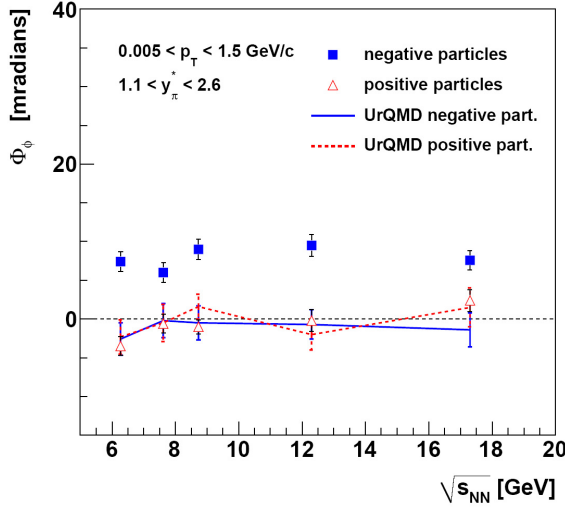 40
20
0
Φϕ [mradians]
0.005 < pT < 1.5 GeV/c
1.1 < y*π < 2.6
negative particles
positive particles
UrQMD negative part.
UrQMD positive part.
6 8 10 12 14 16 18 20
√sNN [GeV]